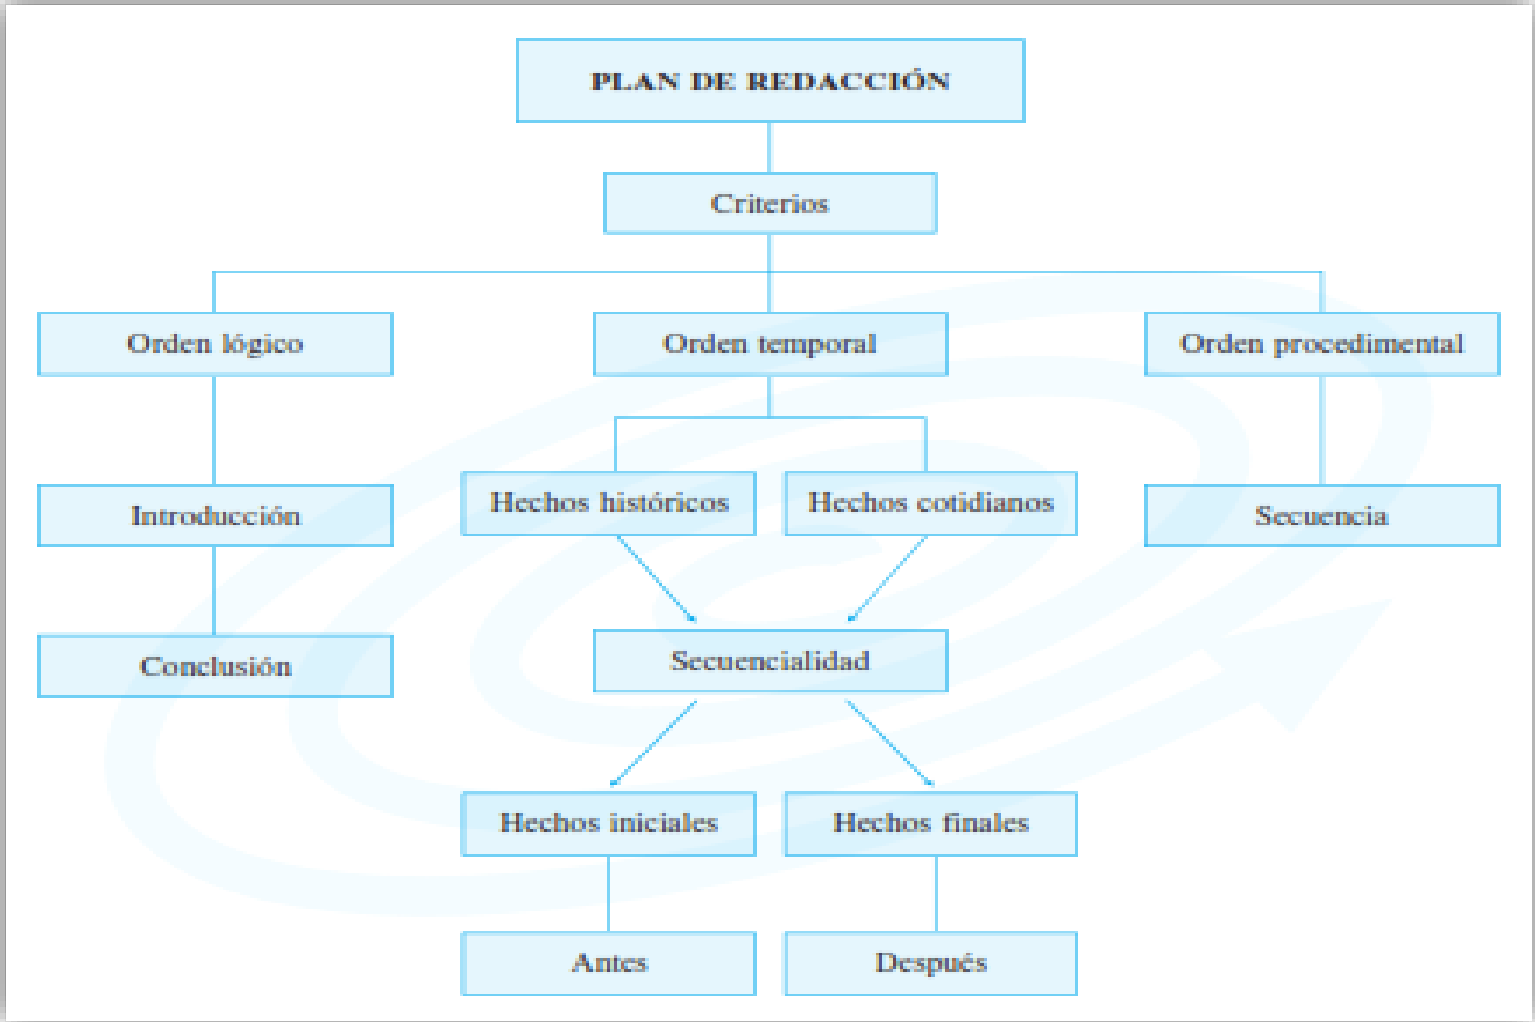 PLAN DE REDACCIÓN
Criterios
Orden lógico
Orden temporal
Orden procedimental
Hechos históricos
Hechos cotidianos
Introducción
Secuencia
Secuencialidad
Conclusión
Hechos iniciales
Hechos finales
Antes
Después